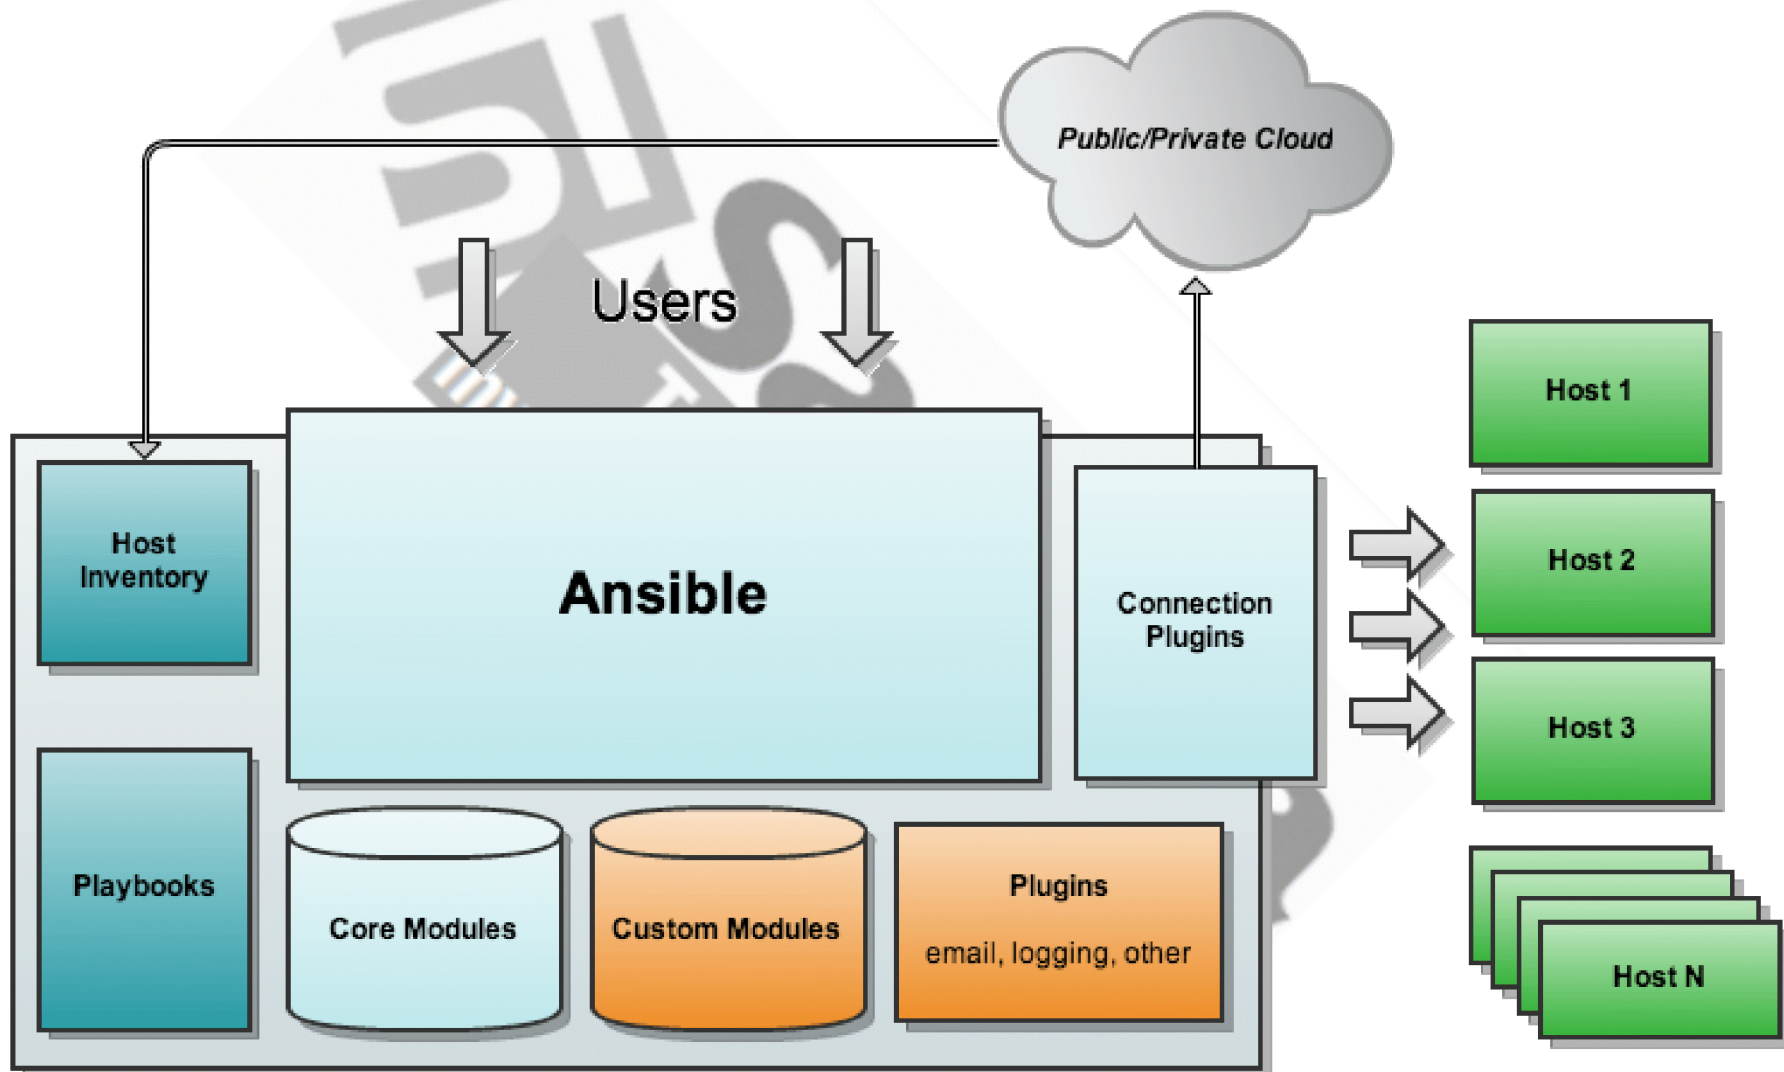 Public/Private Cloud
Users
Host 1
Host
Inventory
Ansible
Connection
Plugins
Host 2
Host 3
Playbooks
Core Modules
Custom Modules
Plugins
email, logging, other
Host N